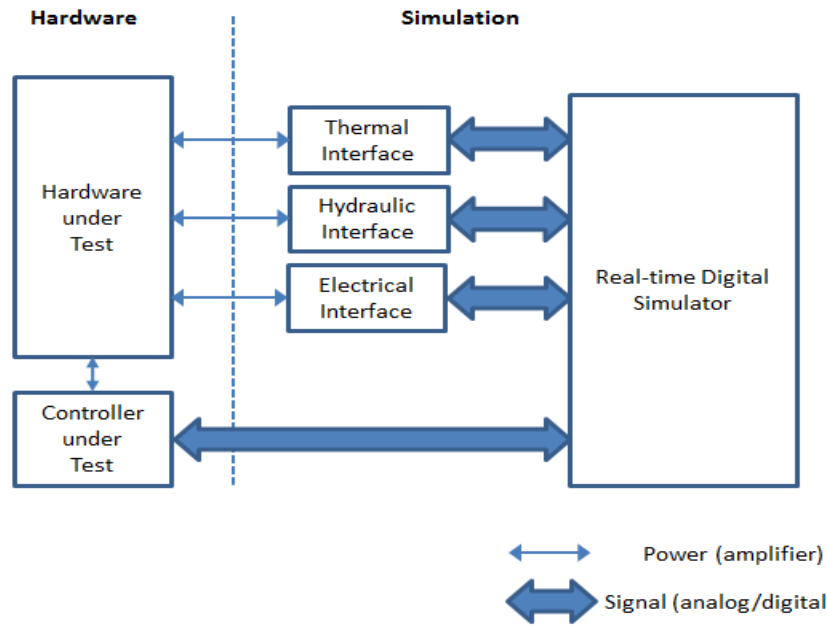 Hardware
Simulation
Hardware
under
Test
Thermal
Interface
Hydraulic
Interface
Electrical
Interface
Real-time Digital
Simulator
Controller
under
Test
Power (amplifier)
Signal (analog/digital